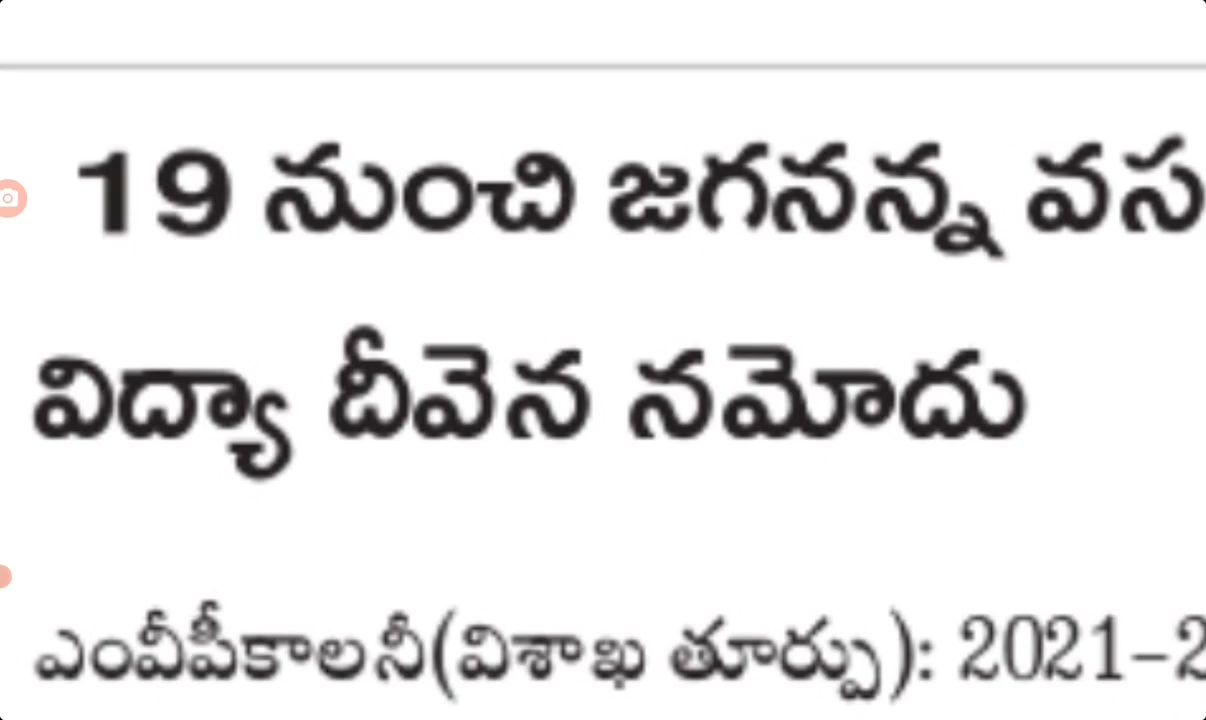 19 నుంచి జగనన్న వస
విద్యా దీవెన నమోదు
ఎంవీపీకాలనీ(విశాఖ తూర్పు): 2021–2